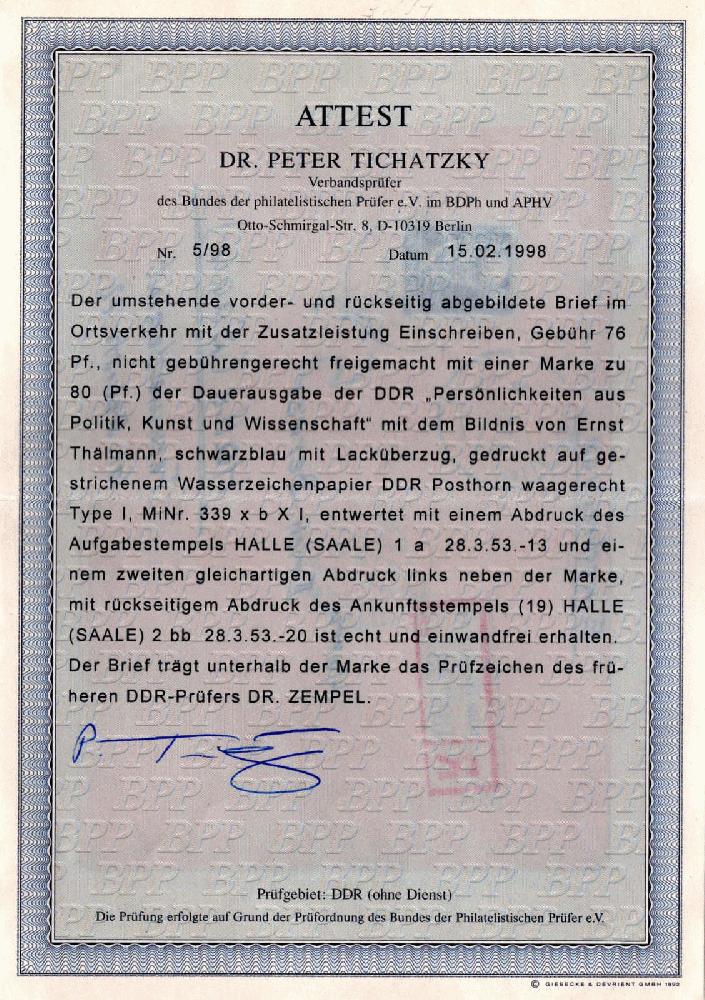 ATTEST
DR. PETER TICHATZKY
Verbandsprüfer
des Bundes der philatelistischen Prüfer e.V. im BDPh und APHV
Otto-Schmirgal-Str. 8, D-10319 Berlin
Nr. 5/98 Datum 15.02.1998
Der umstehende vorder- und rückseitig abgebildete Brief im
Ortsverkehr mit der Zusatzleistung Einschreiben, Gebühr 76
Pf., nicht gebührengerecht freigemacht mit einer Marke zu
80 (Pf.) der Dauerausgabe der DDR „Persönlichkeiten aus
Politik, Kunst und Wissenschaft“ mit dem Bildnis von Ernst
Thälmann, schwarzblau mit Lacküberzug, gedruckt auf ge-
strichenem Wasserzeichenpapier DDR Posthorn waagerecht
Type I, MiNr. 339 x b X I, entwertet mit einem Abdruck des
Aufgabestempels HALLE (SAALE) 1 a 28.3.53.-13 und ei-
nem zweiten gleichartigen Abdruck links neben der Marke,
mit rückseitigem Abdruck des Ankunftsstempels (19) HALLE
(SAALE) 2 bb 28.3.53.-20 ist echt und einwandfrei erhalten.
Der Brief trägt unterhalb der Marke das Prüfzeichen des frü-
heren DDR-Prüfers DR. ZEMPEL.
Prüfgebiet: DDR (ohne Dienst)
Die Prüfung erfolgte auf Grund der Prüfordnung des Bundes der Philatelistischen Prüfer e.V.
© GIESECKE & DEVRIENT GMBH 1992